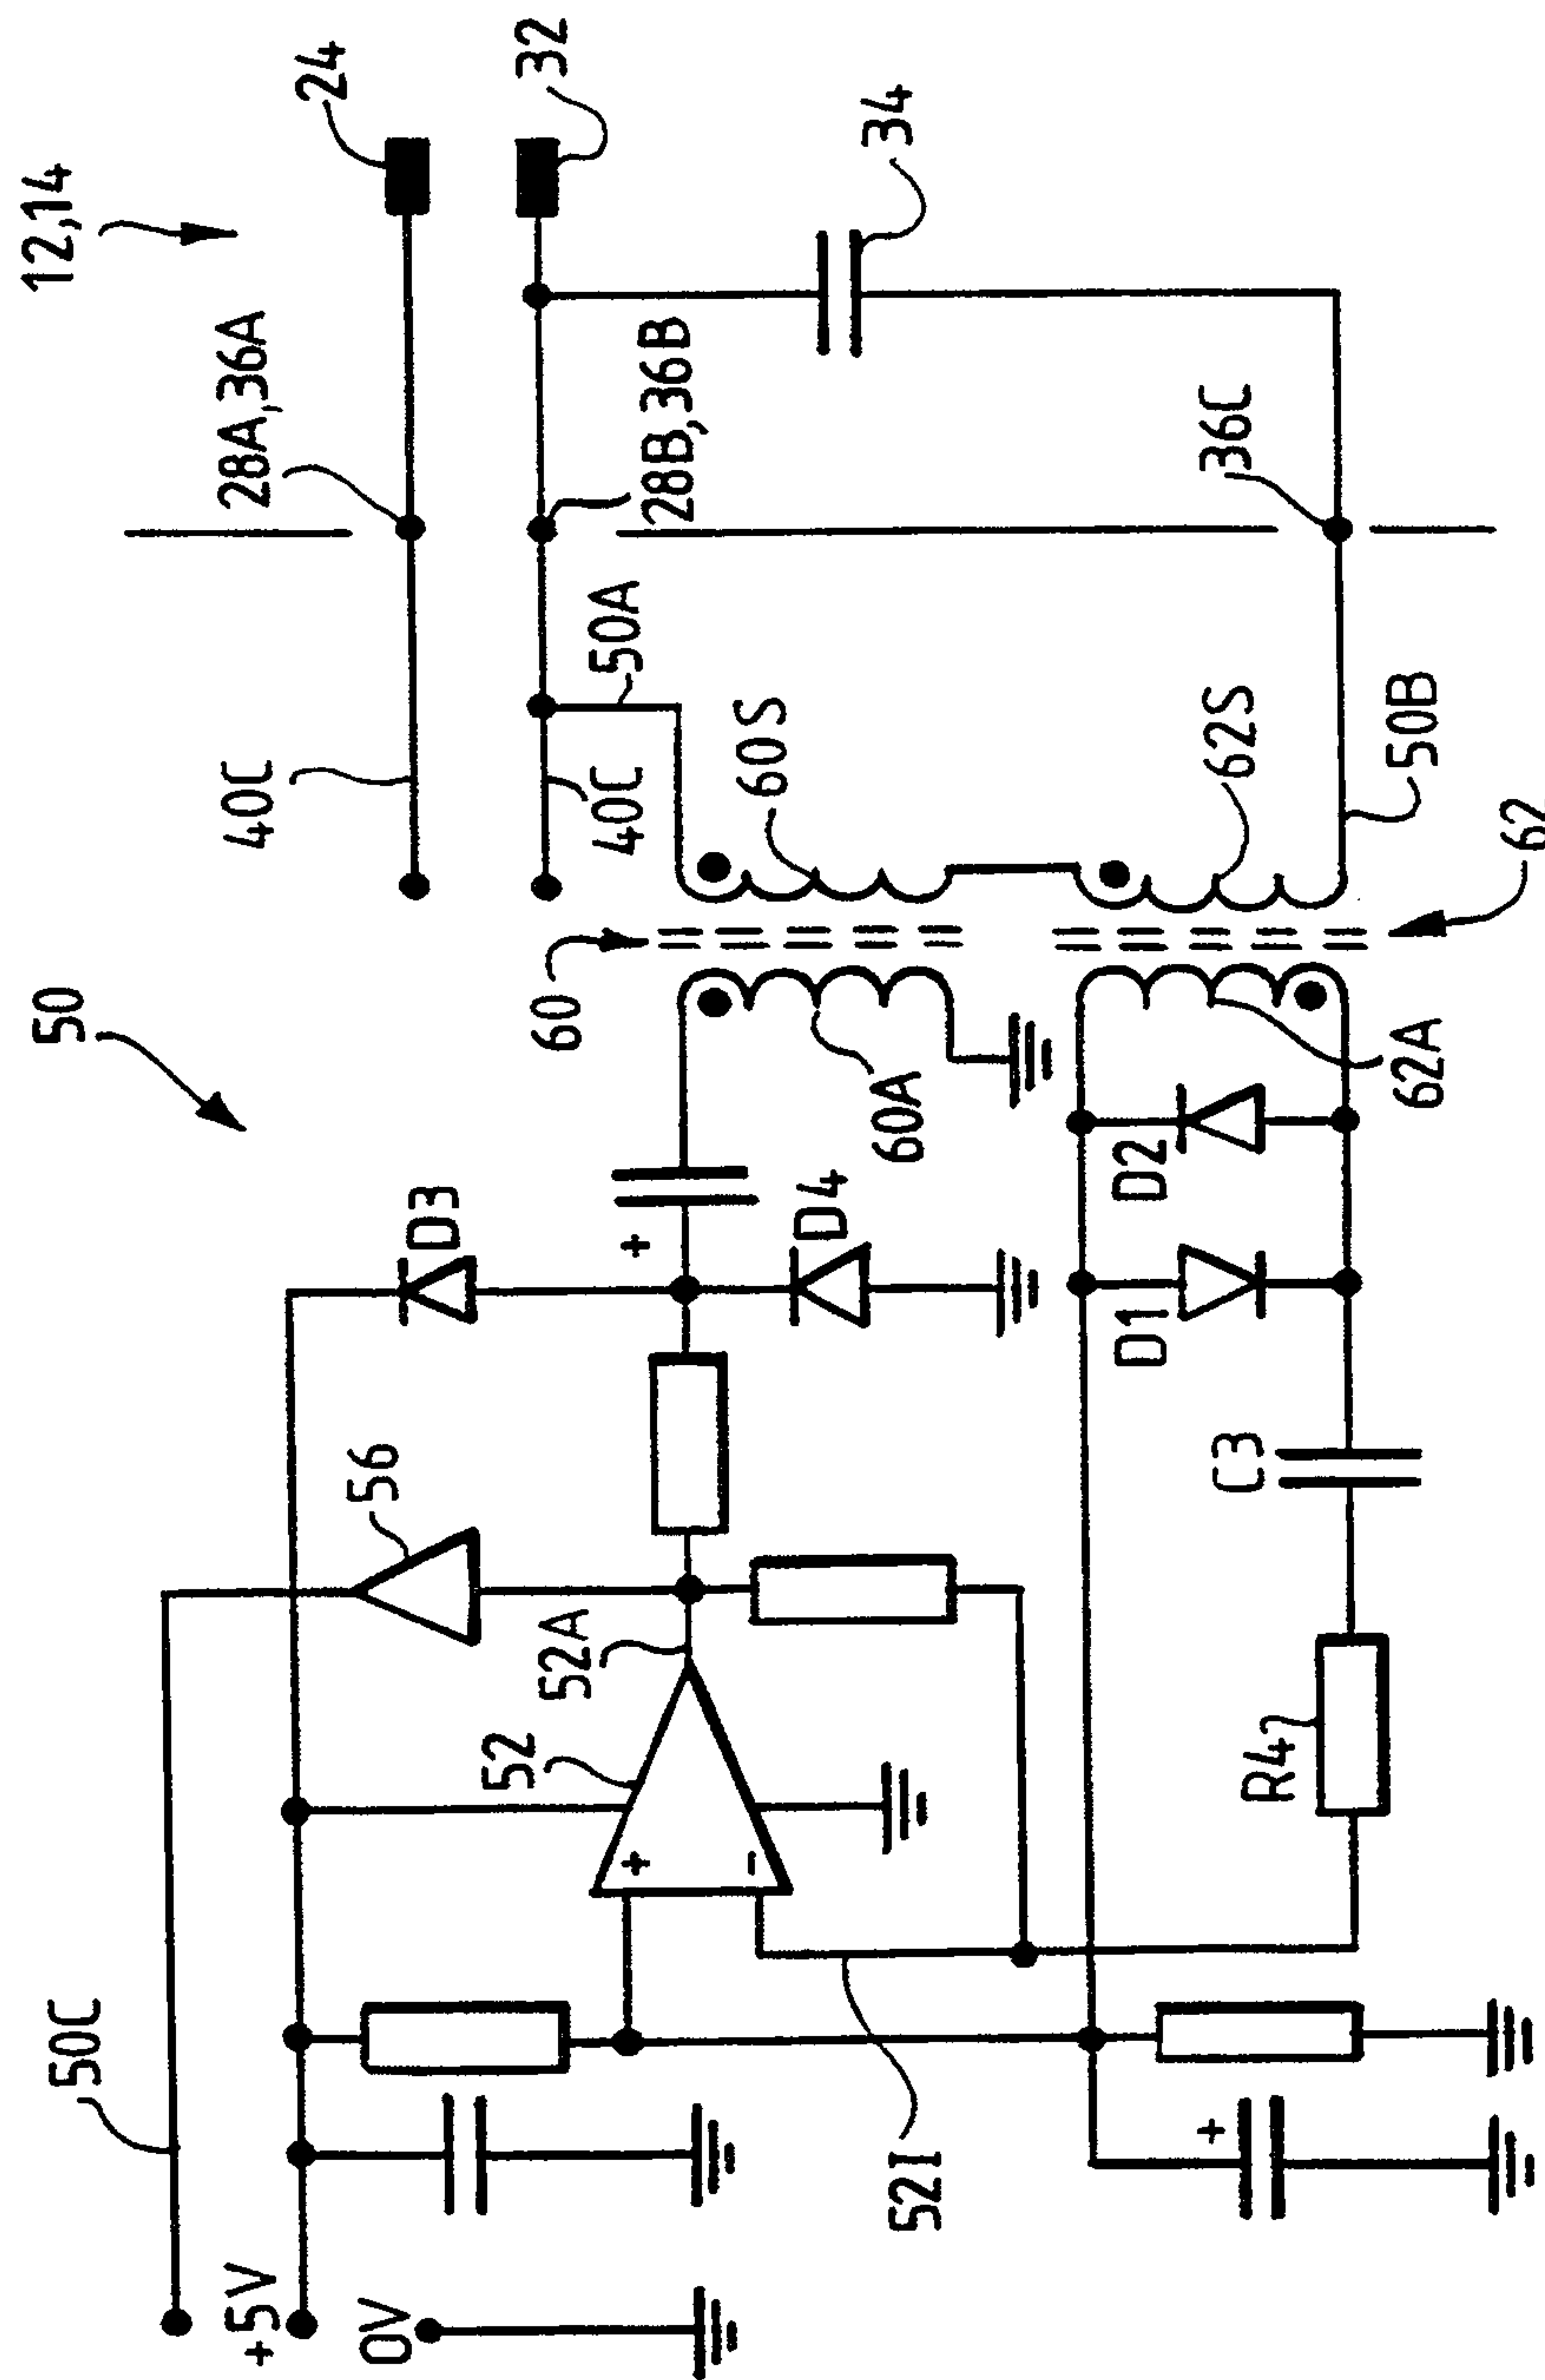 50
12,14
24
32
34
28A,36A
28B,36B
36C
40C
40C
50A
60S
62S
50B
62
60
60A
62A
D3
D4
D2
D1
56
52A
52
C3
R4
50C
52I
+5V
0V
+
-
+
+